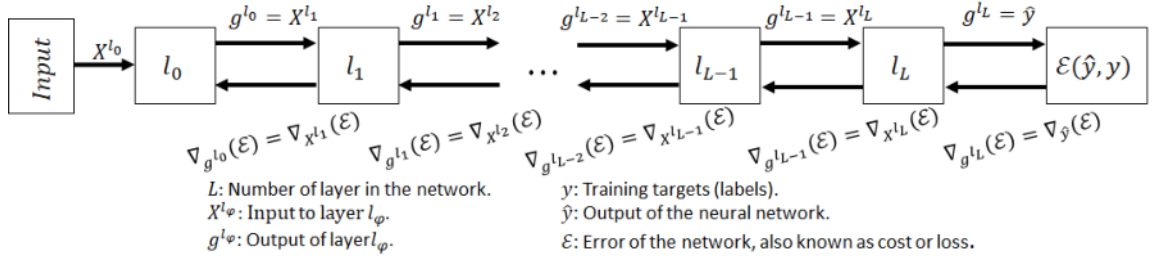 g^{l_0} = X^{l_1} g^{l_1} = X^{l_2} g^{l_{L-2}} = X^{l_{L-1}} g^{l_{L-1}} = X^{l_L} g^{l_L} = ŷ
Input X^{l_0} l_0 l_1 ... l_{L-1} l_L ℰ(ŷ, y)
∇_{g^{l_0}}(ℰ) = ∇_{X^{l_1}}(ℰ) ∇_{g^{l_1}}(ℰ) = ∇_{X^{l_2}}(ℰ) ∇_{g^{l_{L-2}}}(ℰ) = ∇_{X^{l_{L-1}}}(ℰ) ∇_{g^{l_{L-1}}}(ℰ) = ∇_{X^{l_L}}(ℰ) ∇_{g^{l_L}}(ℰ) = ∇_ŷ(ℰ)
L: Number of layer in the network.
X^{l_φ}: Input to layer l_φ.
g^{l_φ}: Output of layerl_φ.
y: Training targets (labels).
ŷ: Output of the neural network.
ℰ: Error of the network, also known as cost or loss.